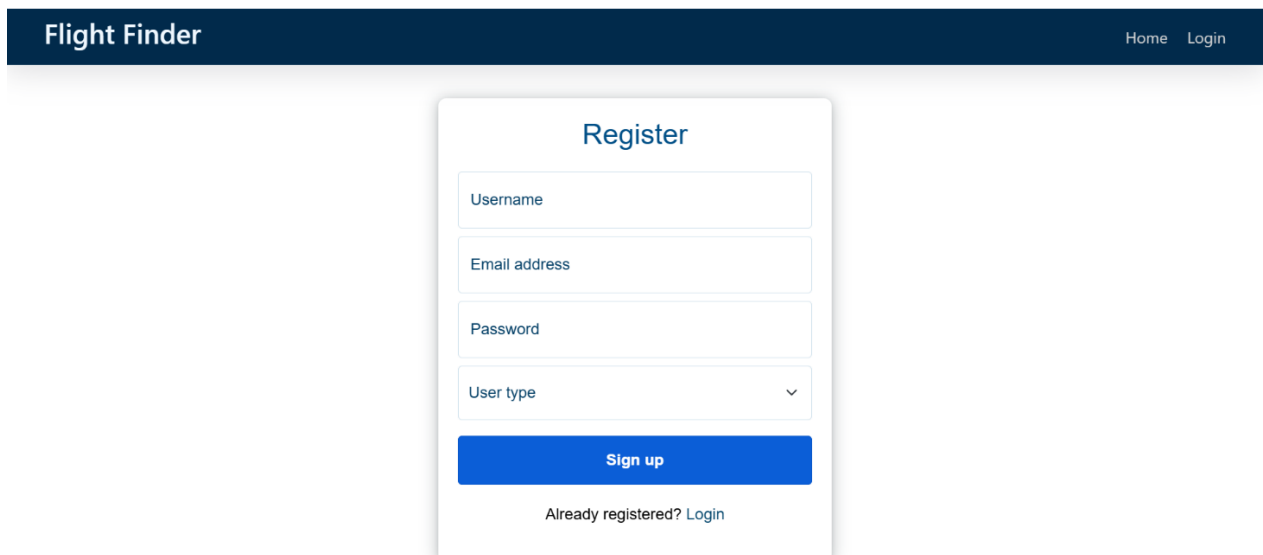 Flight Finder
Home Login
Register
Username
Email address
Password
User type
Sign up
Already registered? Login